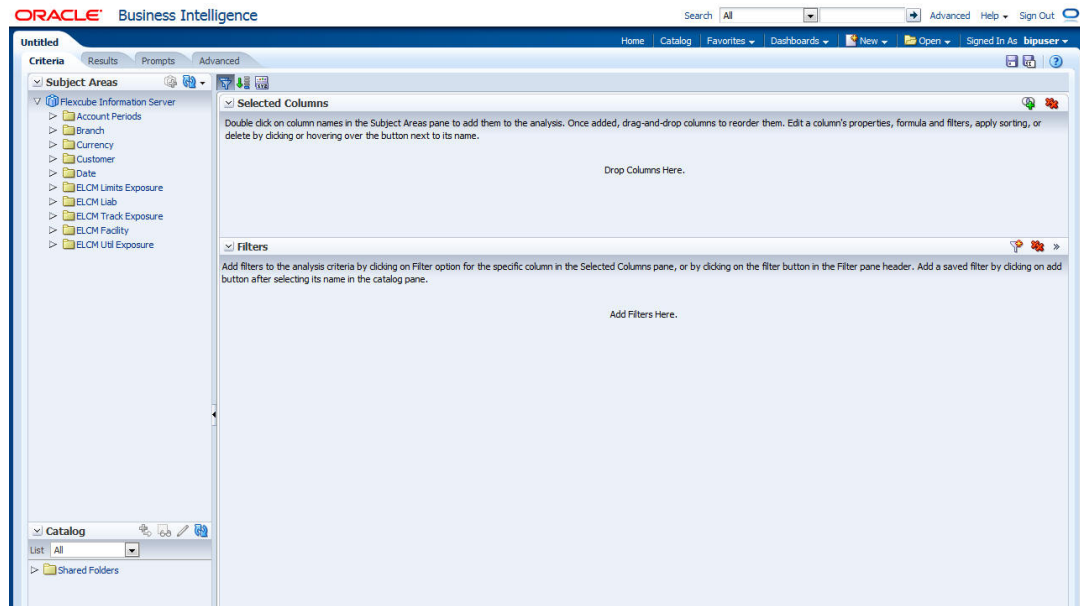 ORACLE Business Intelligence
Search All Advanced Help Sign Out
Untitled
Home Catalog Favorites Dashboards New Open Signed In As bipuser
Criteria Results Prompts Advanced
Subject Areas
Flexcube Information Server
Account Periods
Branch
Currency
Customer
Date
ELCM Limits Exposure
ELCM Liab
ELCM Track Exposure
ELCM Facility
ELCM Util Exposure
Selected Columns
Double click on column names in the Subject Areas pane to add them to the analysis. Once added, drag-and-drop columns to reorder them. Edit a column's properties, formula and filters, apply sorting, or
delete by clicking or hovering over the button next to its name.
Drop Columns Here.
Filters
Add filters to the analysis criteria by clicking on Filter option for the specific column in the Selected Columns pane, or by clicking on the filter button in the Filter pane header. Add a saved filter by clicking on add
button after selecting its name in the catalog pane.
Add Filters Here.
Catalog
List All
Shared Folders